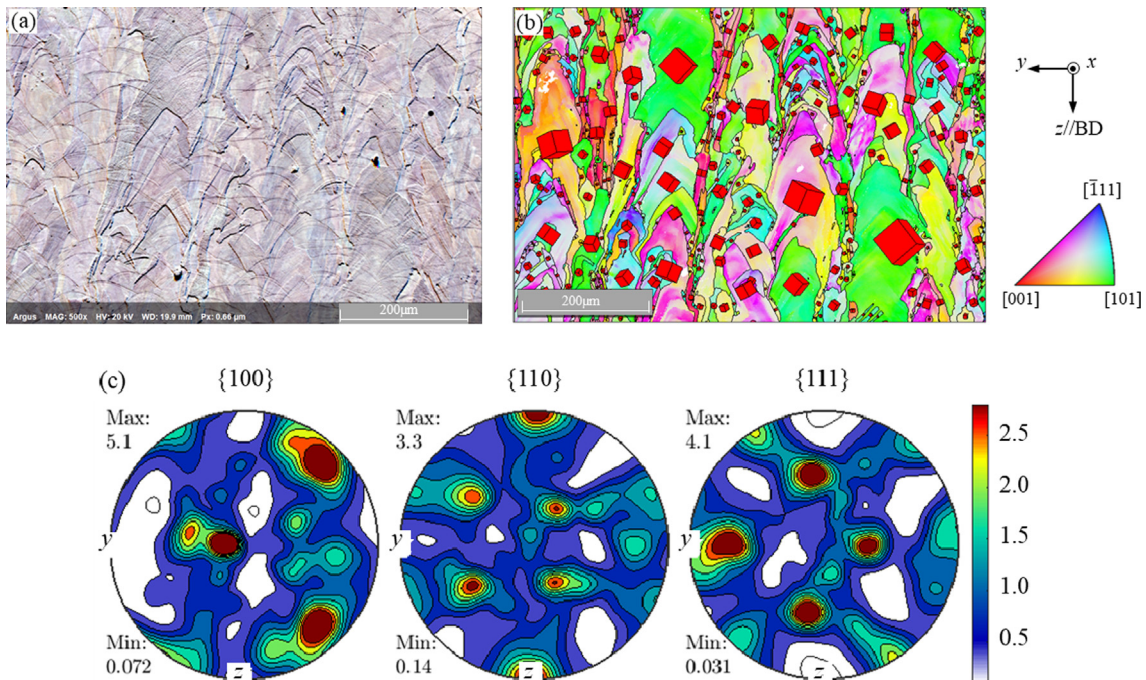 (a)
Argus MAG: 500x HV: 20 kV WD: 19.9 mm Px: 0.66 µm
200µm
(b)
200µm
y x
z//BD
[1̄11]
[001] [101]
(c)
{100} {110} {111}
Max: Max: Max:
5.1 3.3 4.1
2.5
2.0
y y y
1.5
1.0
Min: Min: Min:
0.072 0.14 0.031
0.5
z z z